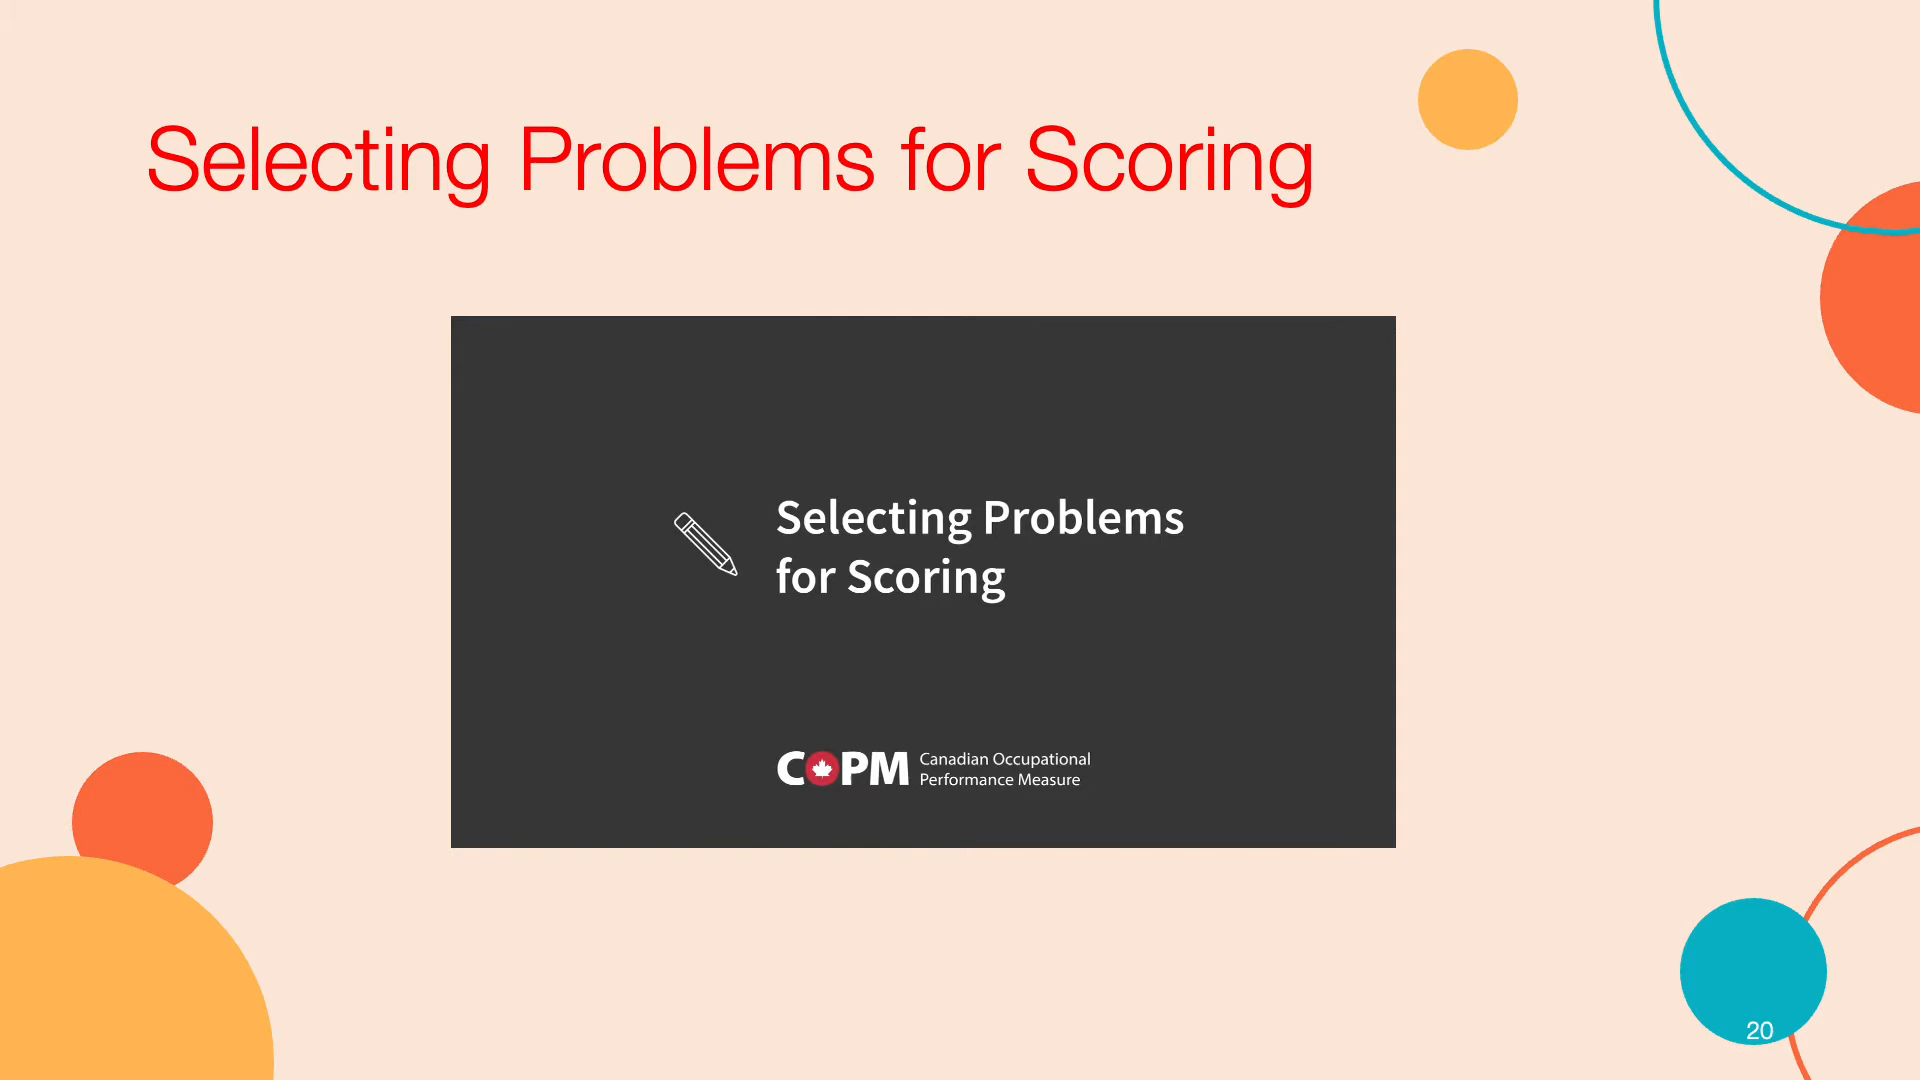 Selecting Problems for Scoring
Selecting Problems
for Scoring
COPM
Canadian Occupational
Performance Measure
20